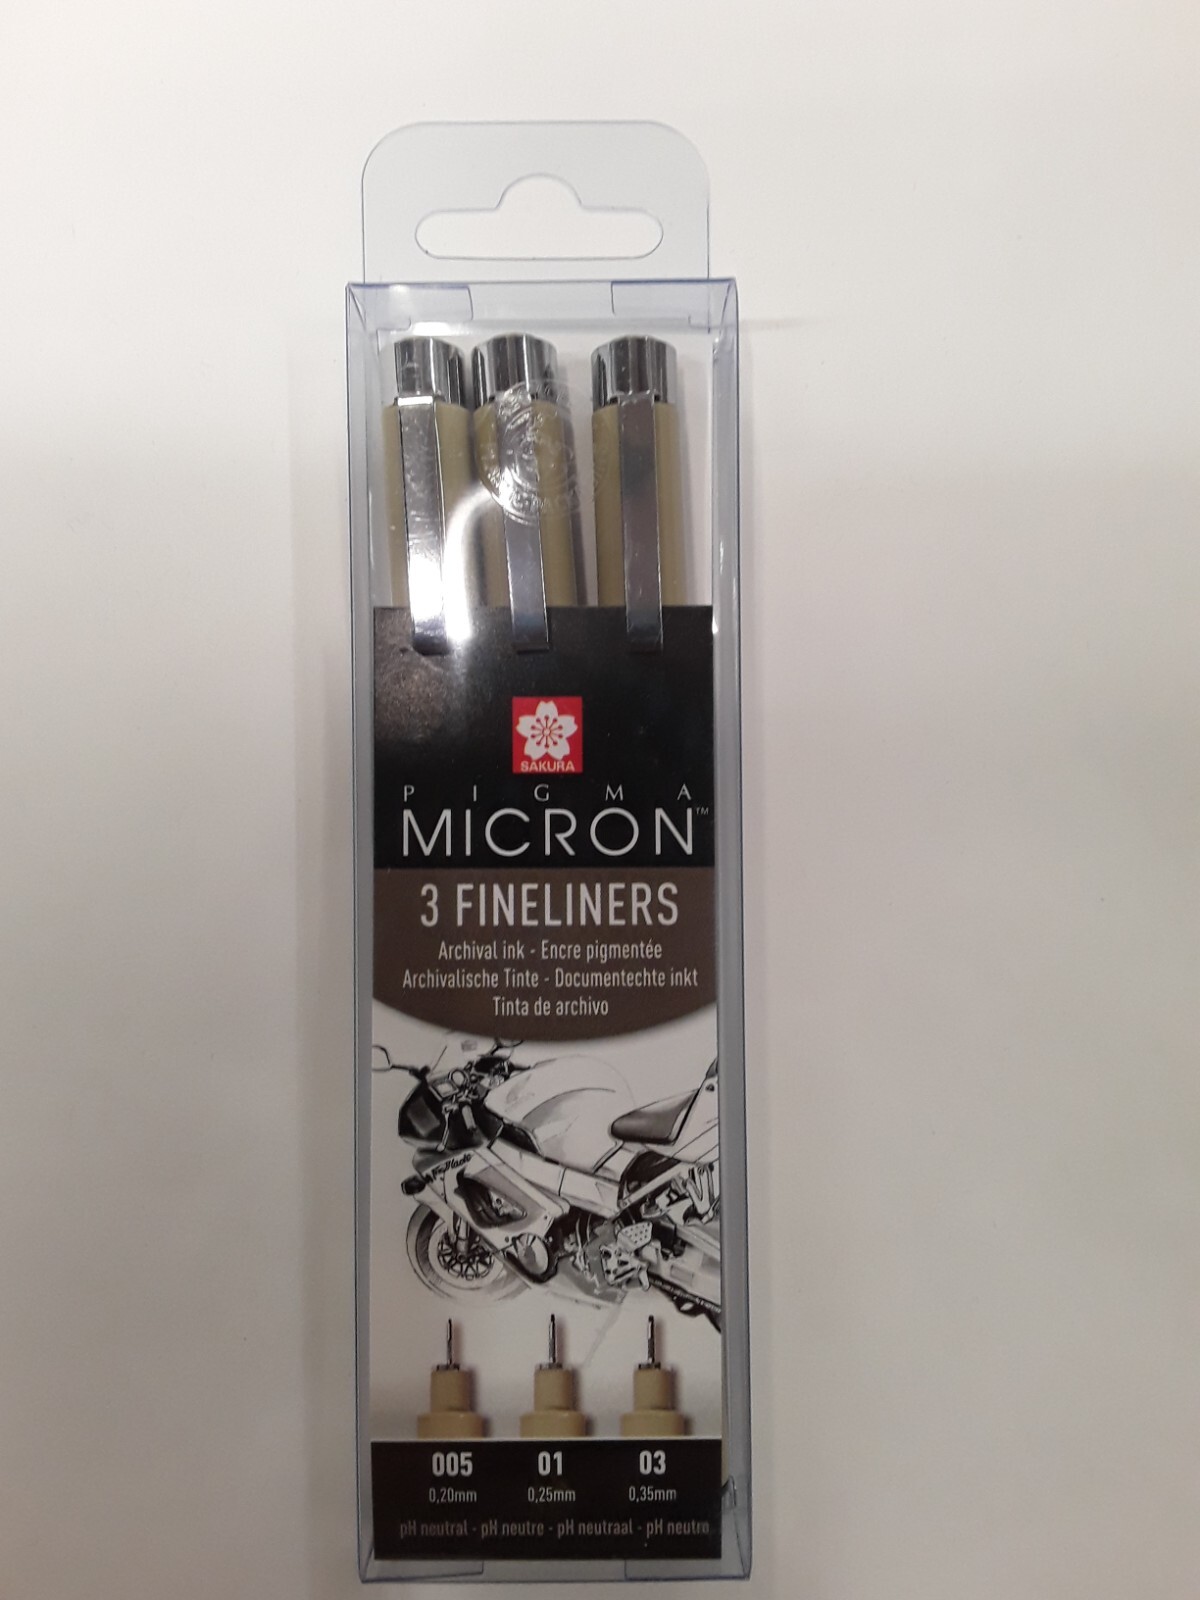 SAKURA
PIGMA
MICRON™
3 FINELINERS
Archival ink - Encre pigmentée
Archivalische Tinte - Documentechte inkt
Tinta de archivo
005 01 03
0,20mm 0,25mm 0,35mm
pH neutral - pH neutre - pH neutraal - pH neutro